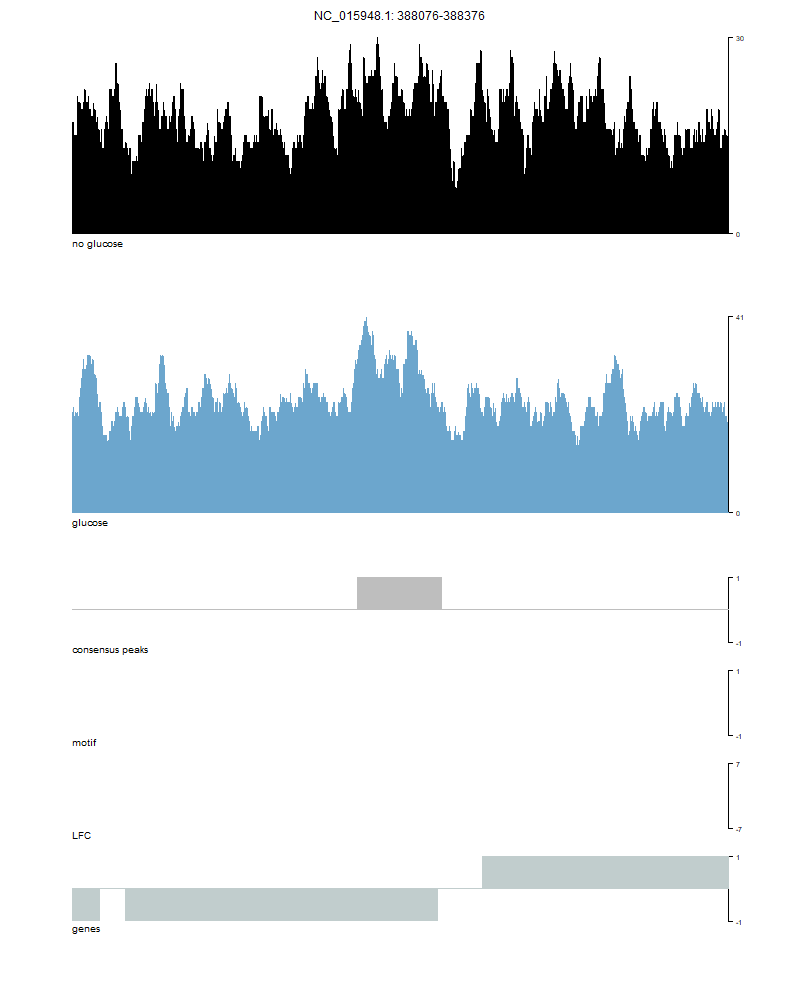 NC_015948.1: 388076-388376
30
0
no glucose
41
0
glucose
1
-1
consensus peaks
1
-1
motif
7
-7
LFC
1
-1
genes